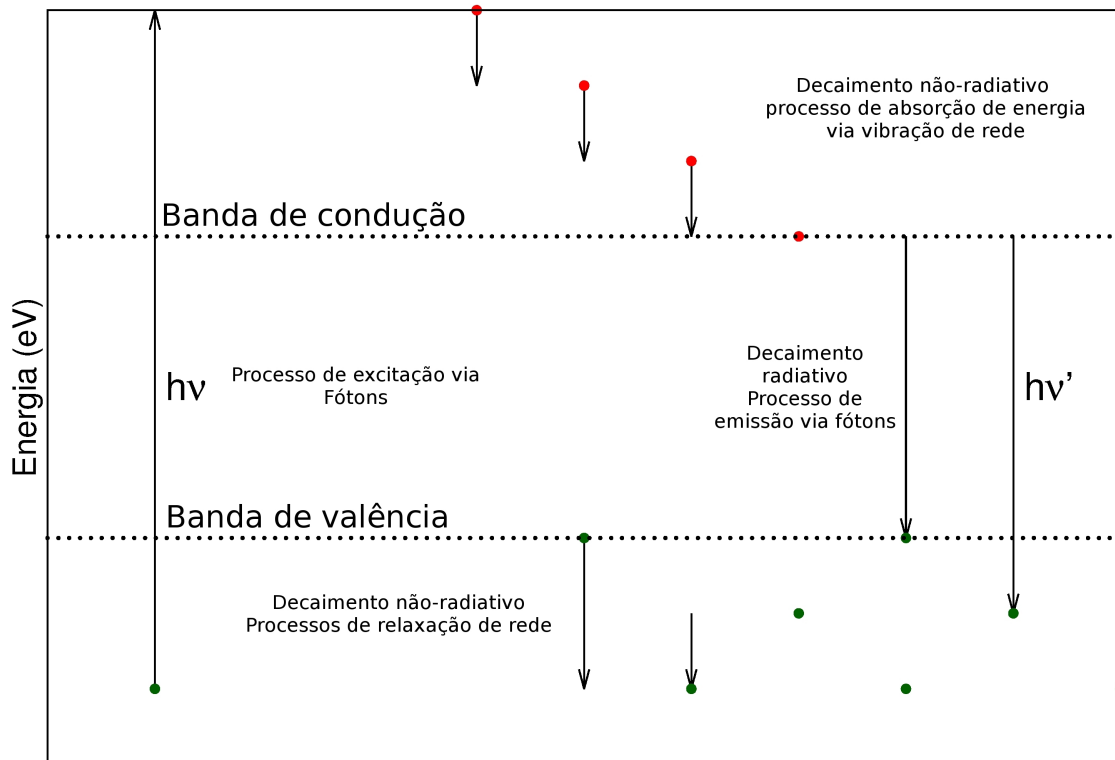 Decaimento não-radiativo
processo de absorção de energia
via vibração de rede
Banda de condução
Energia (eV)
hν
Processo de excitação via
Fótons
Decaimento
radiativo
Processo de
emissão via fótons
hν’
Banda de valência
Decaimento não-radiativo
Processos de relaxação de rede